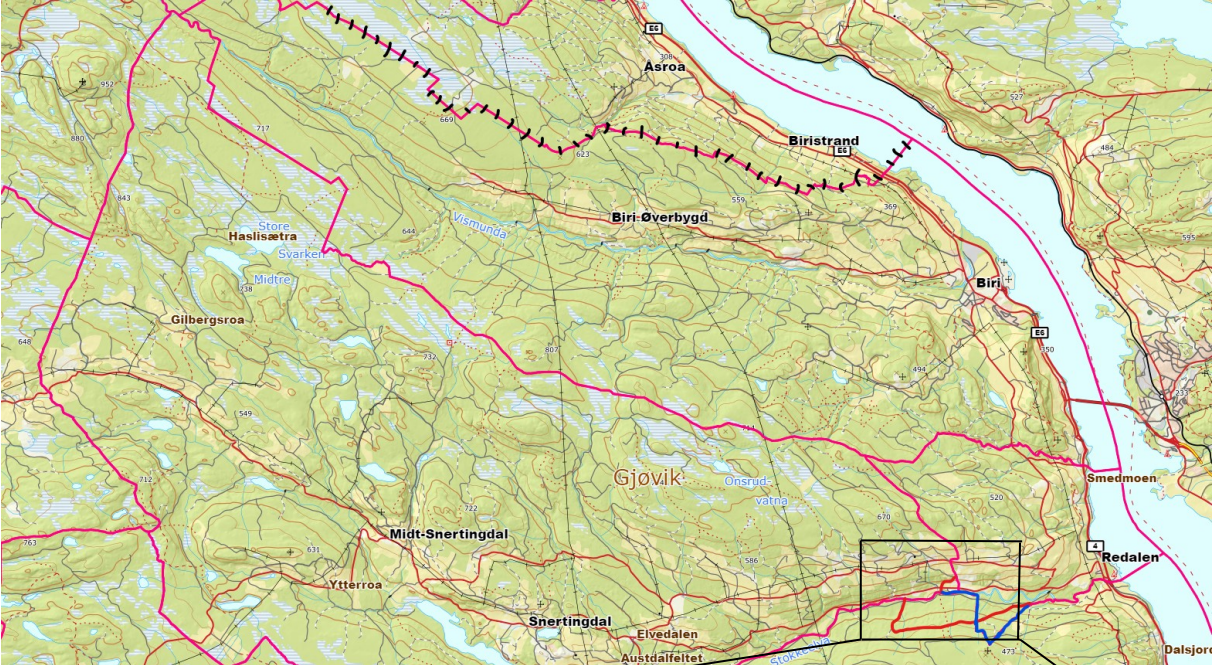 E6
308
Asroa
952
527
669
717
880
Biristrand
E6
484
623
843
559
369
Biri Øverbygd
Store
Vismunda
644
Haslisætra
595
Svarken
Midtre
738
Biri
Gilbergsroa
E6
648
350
807
732
494
233
549
714
Gjøvik
Onsrud-
vatna
Smedmoen
712
722
520
670
Midt-Snertingdal
763
631
4
Redalen
586
Ytterroa
Snertingdal
Elvedalen
473
Dalsjord
Austdalfeltet